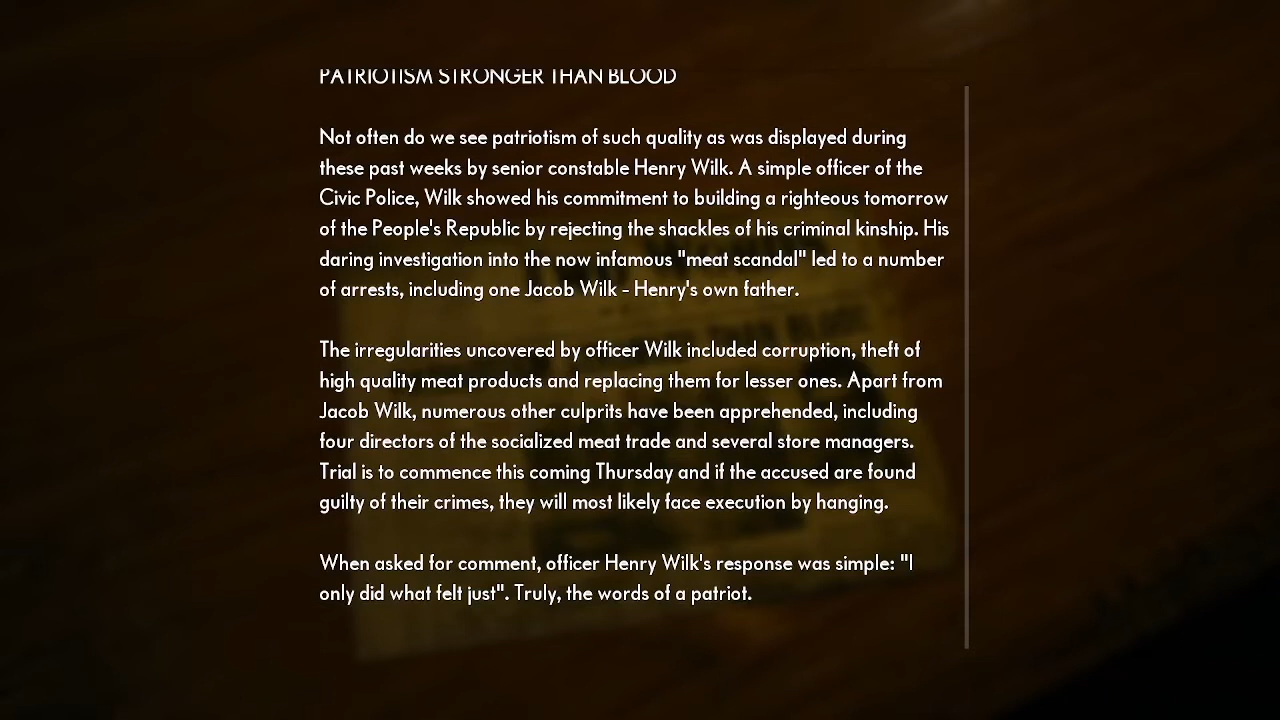 PATRIOTISM STRONGER THAN BLOOD
Not often do we see patriotism of such quality as was displayed during
these past weeks by senior constable Henry Wilk. A simple officer of the
Civic Police, Wilk showed his commitment to building a righteous tomorrow
of the People's Republic by rejecting the shackles of his criminal kinship. His
daring investigation into the now infamous "meat scandal" led to a number
of arrests, including one Jacob Wilk - Henry's own father.
The irregularities uncovered by officer Wilk included corruption, theft of
high quality meat products and replacing them for lesser ones. Apart from
Jacob Wilk, numerous other culprits have been apprehended, including
four directors of the socialized meat trade and several store managers.
Trial is to commence this coming Thursday and if the accused are found
guilty of their crimes, they will most likely face execution by hanging.
When asked for comment, officer Henry Wilk's response was simple: "I
only did what felt just". Truly, the words of a patriot.